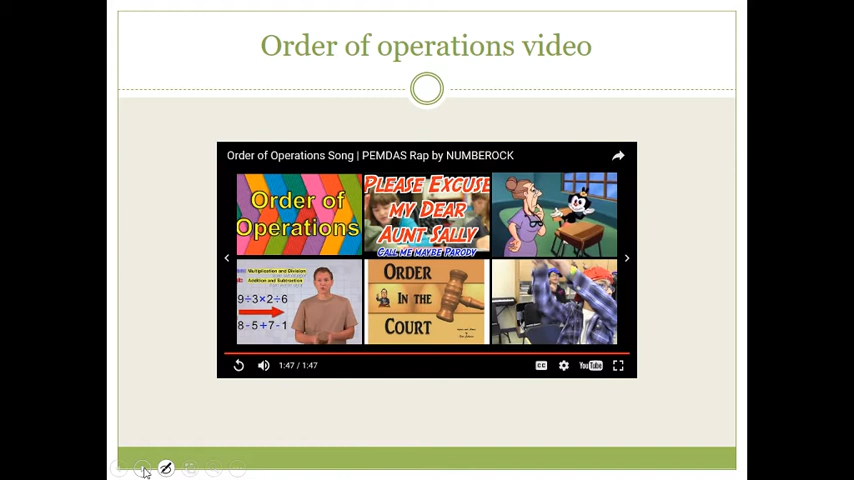 Order of operations video
Order of Operations Song | PEMDAS Rap by NUMBEROCK
Order of
Operations
PLEASE EXCUSE
MY DEAR
AUNT SALLY
CALL ME MAYBE PARODY
Multiplication and Division
Addition and Subtraction
9÷3×2÷6
8-5+7-1
ORDER
IN THE
COURT
1:47 / 1:47
CC
YouTube